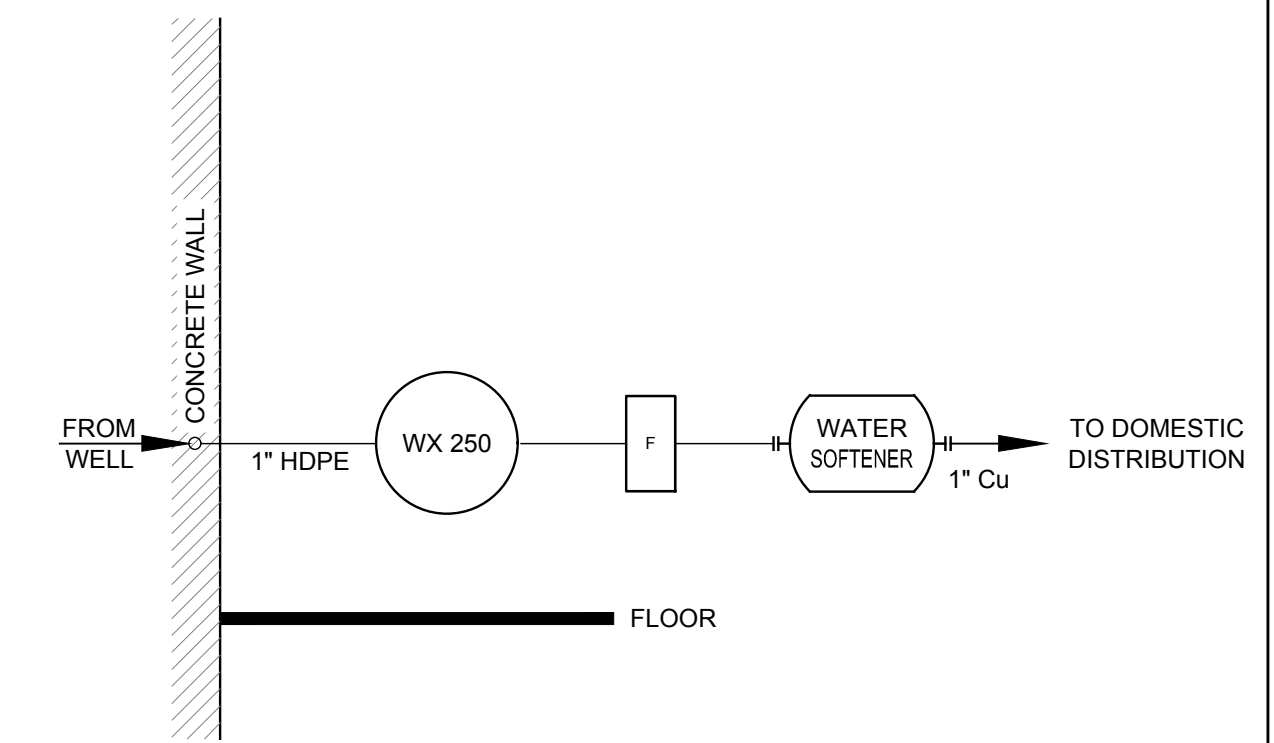 CONCRETE WALL
FROM
WELL
1" HDPE
WX 250
F
WATER
SOFTENER
1" Cu
TO DOMESTIC
DISTRIBUTION
FLOOR